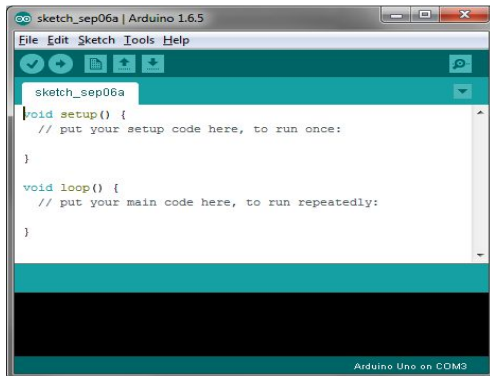 sketch_sep06a | Arduino 1.6.5
File Edit Sketch Tools Help
sketch_sep06a
void setup() {
// put your setup code here, to run once:
}
void loop() {
// put your main code here, to run repeatedly:
}
Arduino Uno on COM3